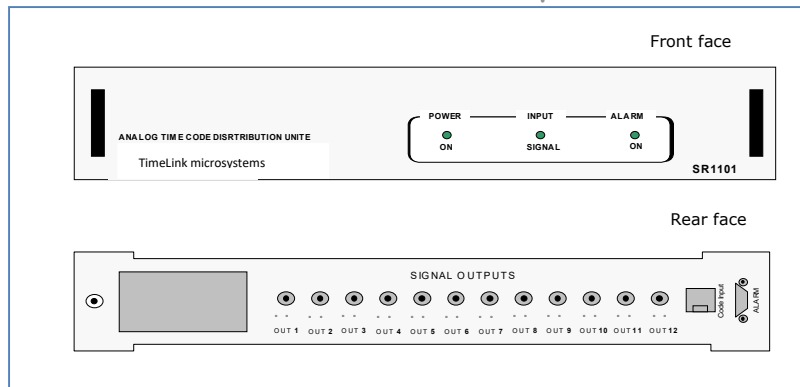 Front face
POWER INPUT ALARM
ANALOG TIME CODE DISRTRIBUTION UNITE
ON SIGNAL ON
TimeLink microsystems
SR1101
Rear face
SIGNAL OUTPUTS
Code Input
ALARM
OUT 1 OUT 2 OUT 3 OUT 4 OUT 5 OUT 6 OUT 7 OUT 8 OUT 9 OUT 10 OUT 11 OUT 12